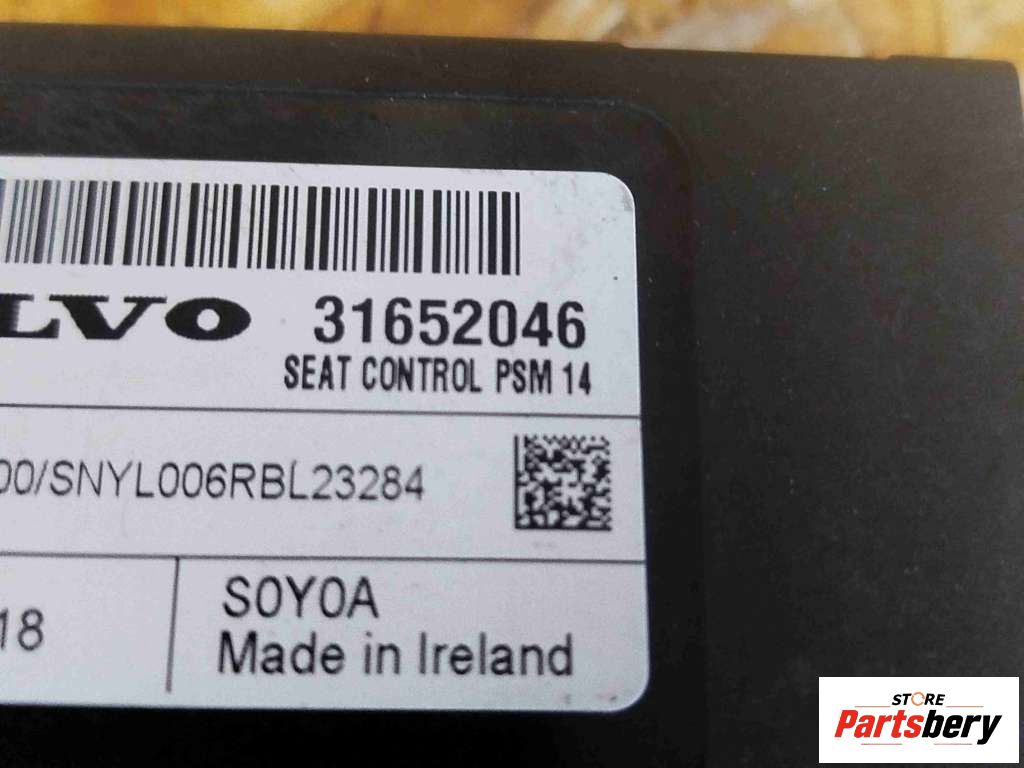 LVO 31652046
SEAT CONTROL PSM 14
00/SNYL006RBL23284
18
S0Y0A
Made in Ireland
STORE
Partsbery